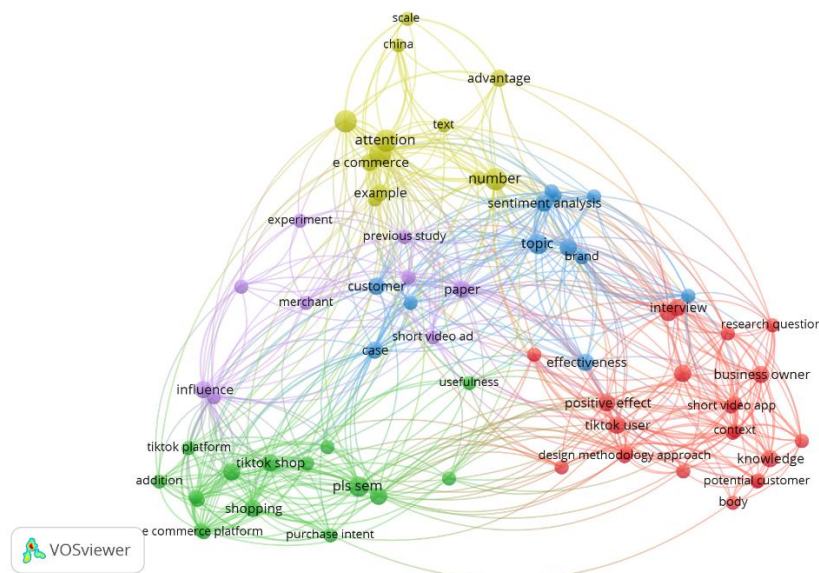 scale
china
advantage
text
attention
e commerce
number
example
sentiment analysis
experiment
previous study
topic
brand
customer
paper
merchant
interview
research question
short video ad
case
effectiveness
business owner
usefulness
influence
positive effect
short video app
tiktok user
context
tiktok platform
tiktok shop
design methodology approach
knowledge
addition
pls sem
potential customer
shopping
body
e commerce platform
purchase intent
VOSviewer